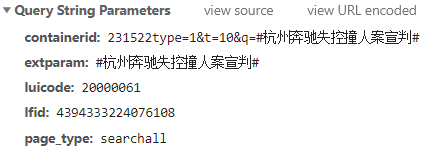 ▼ Query String Parameters view source view URL encoded
containerid: 231522type=1&t=10&q=#杭州奔驰失控撞人案宣判#
extparam: #杭州奔驰失控撞人案宣判#
luicode: 20000061
lfid: 4394333224076108
page_type: searchall